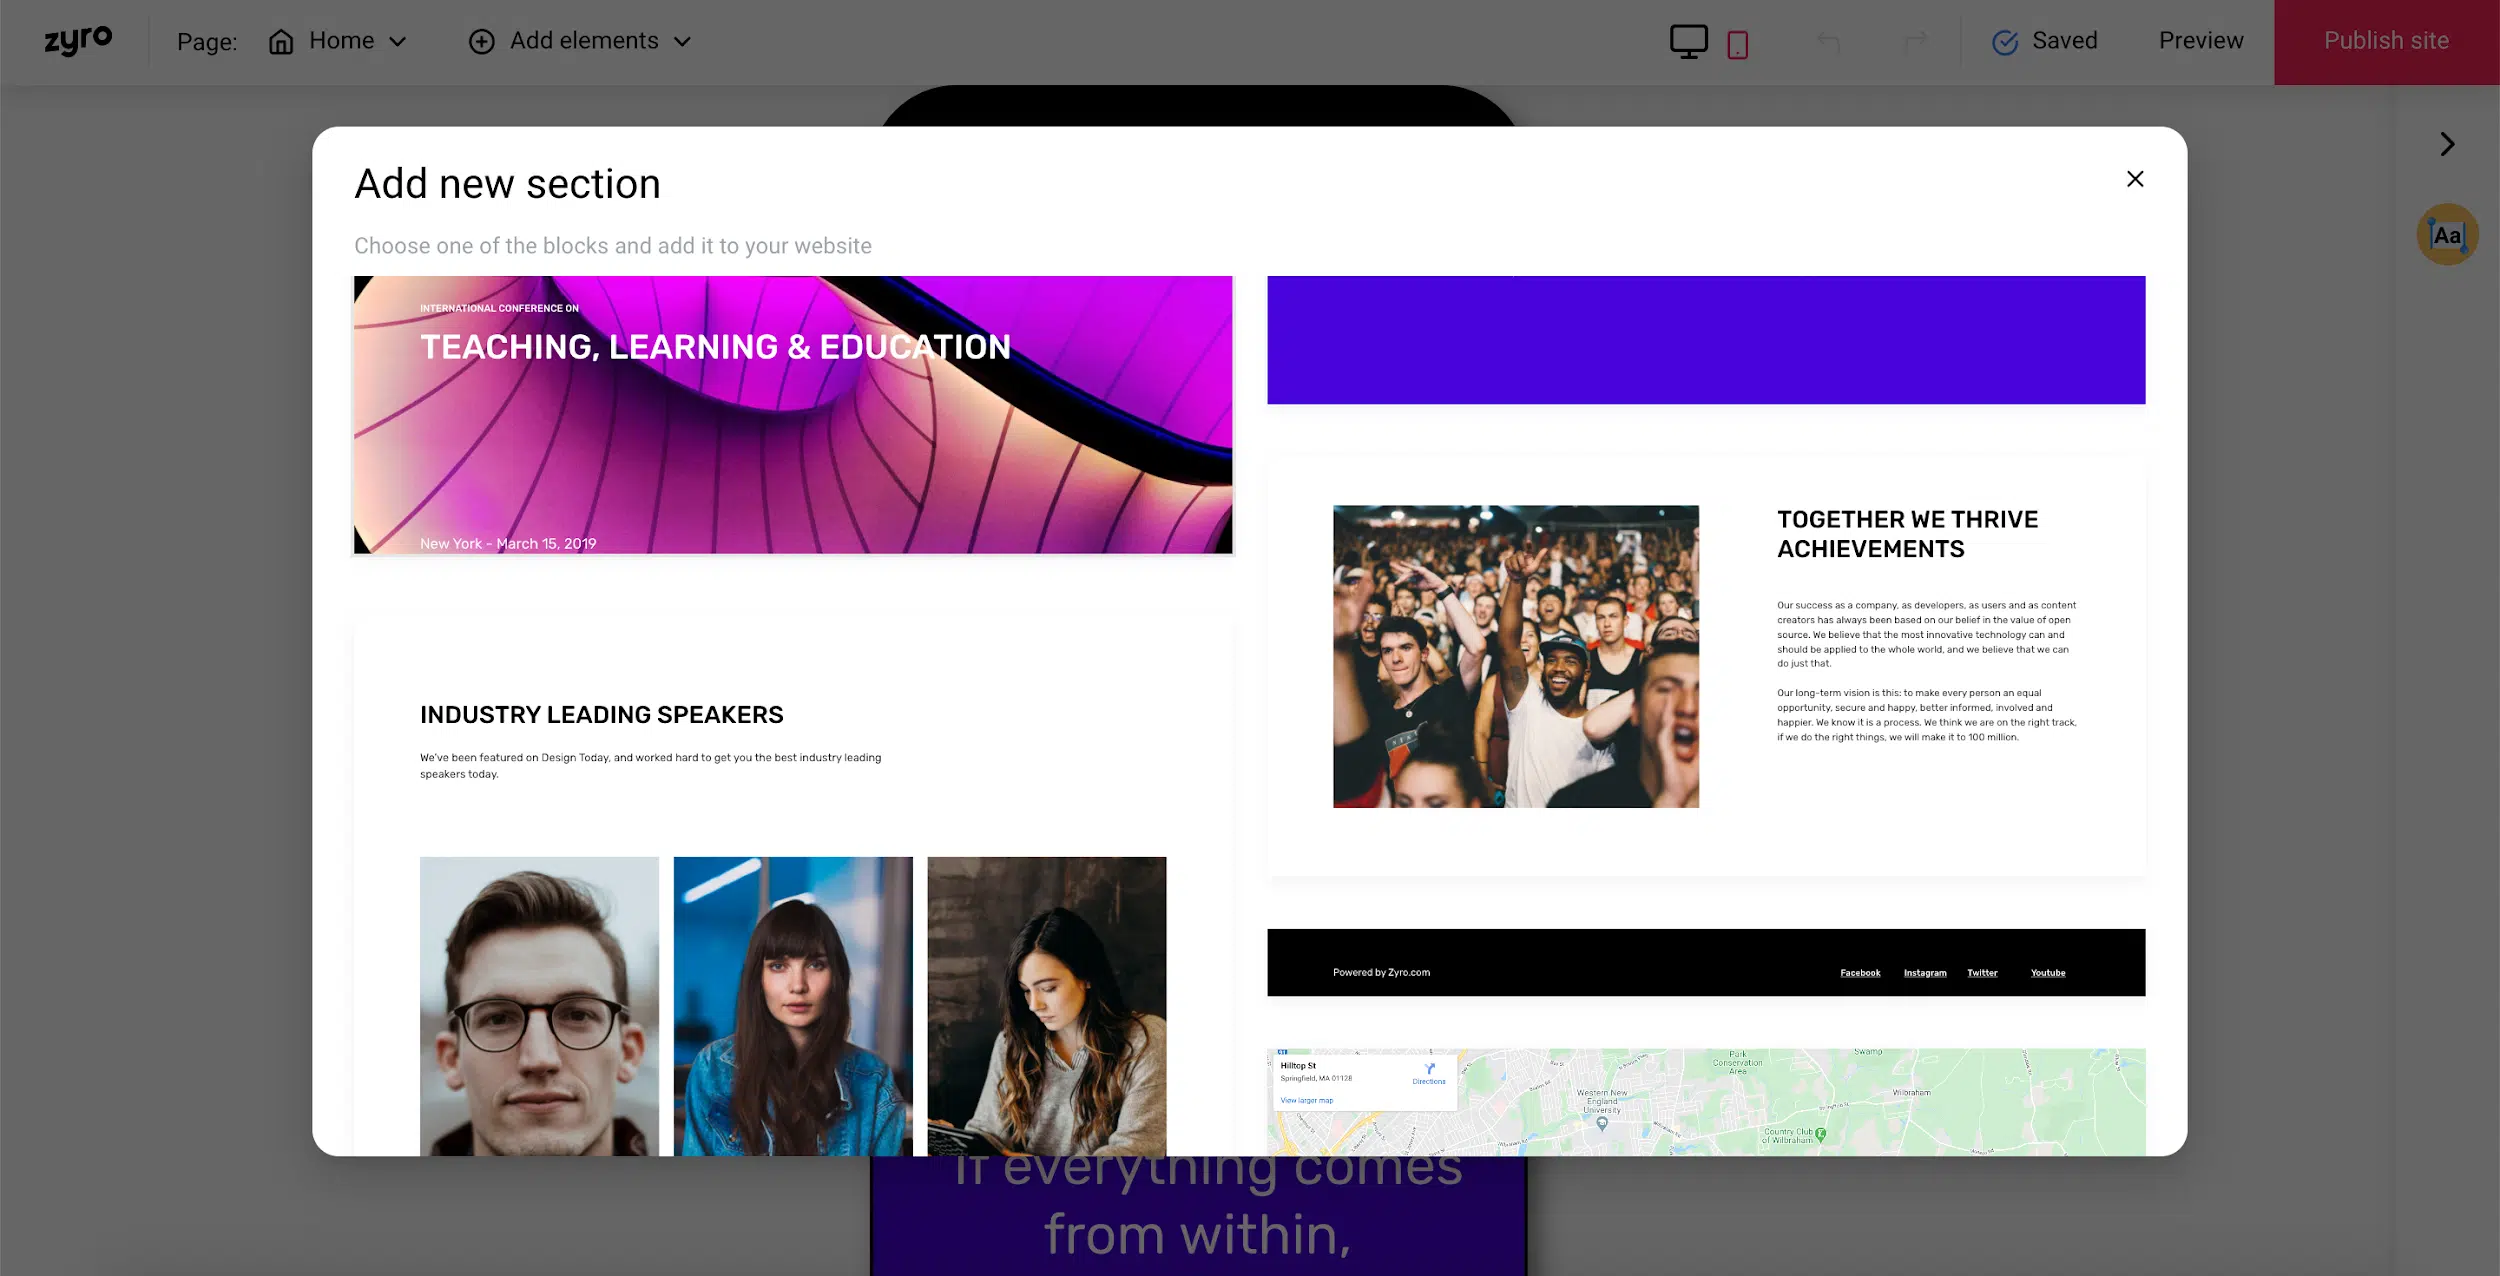 zyro
Page:
Home
Add elements
Saved
Preview
Publish site
Aa
Add new section
Choose one of the blocks and add it to your website
INTERNATIONAL CONFERENCE ON
TEACHING, LEARNING & EDUCATION
New York - March 15, 2019
INDUSTRY LEADING SPEAKERS
We've been featured on Design Today, and worked hard to get you the best industry leading
speakers today.
TOGETHER WE THRIVE
ACHIEVEMENTS
Our success as a company, as developers, as users and as content
creators has always been based on our belief in the value of open
source. We believe that the most innovative technology can and
should be applied to the whole world, and we believe that we can
do just that.
Our long-term vision is this: to make every person an equal
opportunity, secure and happy, better informed, involved and
happier. We know it is a process. We think we are on the right track,
if we do the right things, we will make it to 100 million.
Powered by Zyro.com
Facebook
Instagram
Twitter
Youtube
Hilltop St
Springfield, MA 01128
Directions
View larger map
Park
Conservation
Area
Swamp
Western New
England
University
Wilbraham
Country Club
of Wilbraham
If everything comes
from within,